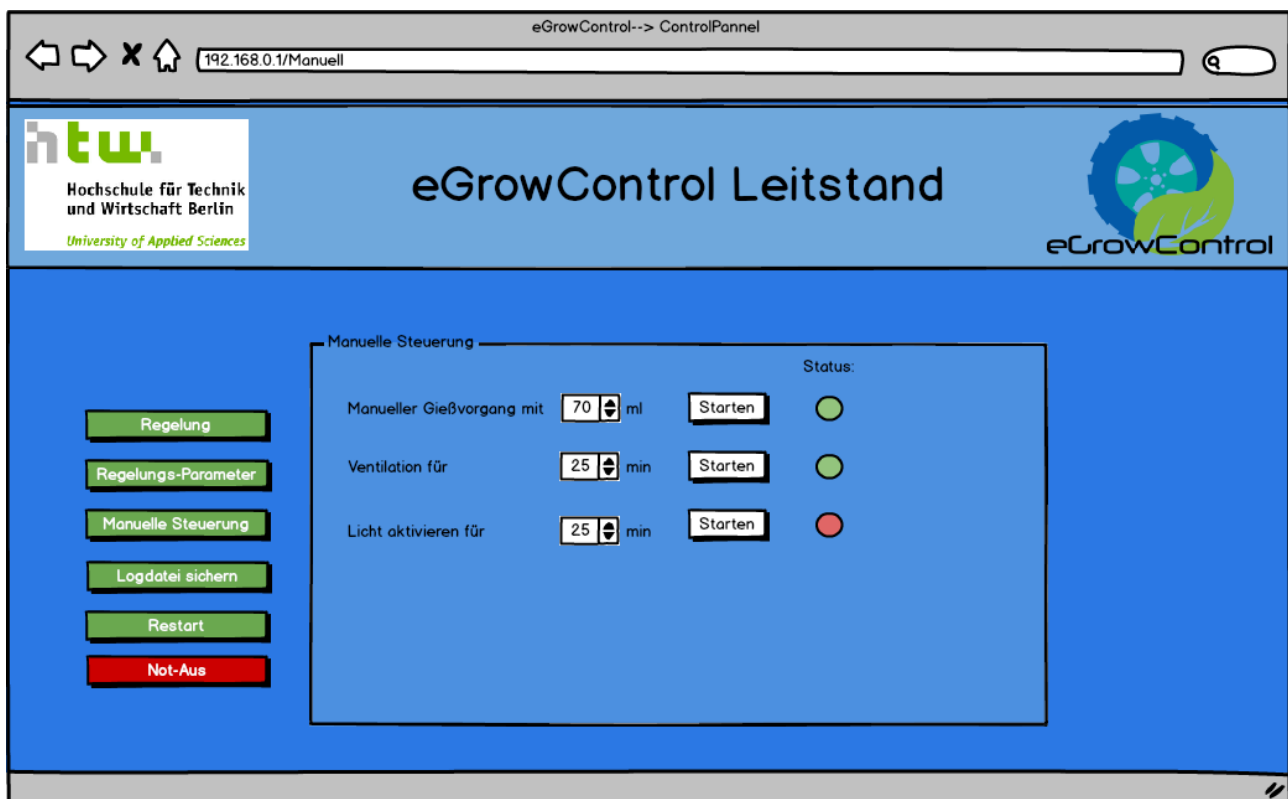 eGrowControl--> ControlPannel
192.168.0.1/Manuell
htw.
Hochschule für Technik
und Wirtschaft Berlin
University of Applied Sciences
eGrowControl Leitstand
eGrowControl
Manuelle Steuerung
Status:
Manueller Gießvorgang mit 70 ml Starten
Ventilation für 25 min Starten
Licht aktivieren für 25 min Starten
Regelung
Regelungs-Parameter
Manuelle Steuerung
Logdatei sichern
Restart
Not-Aus